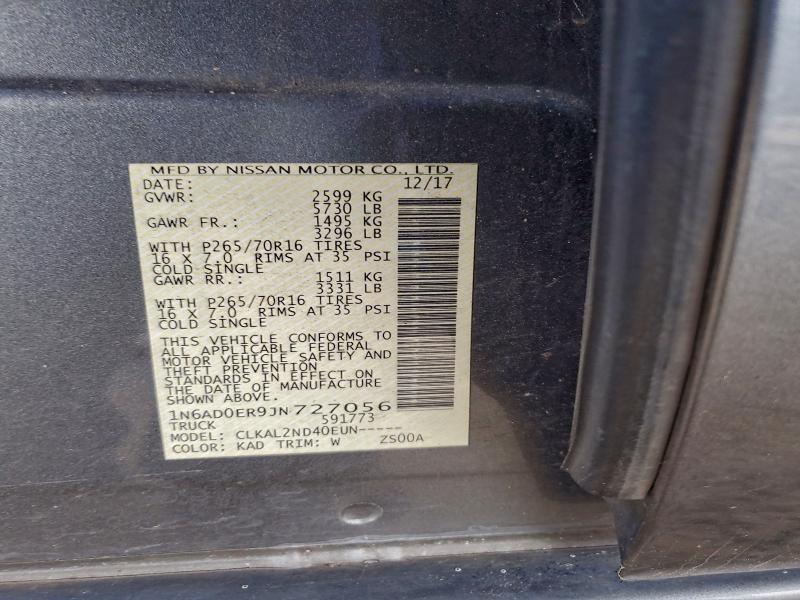 MFD BY NISSAN MOTOR CO., LTD.
DATE: 12/17
GVWR: 2599 KG
5730 LB
GAWR FR.: 1495 KG
3296 LB
WITH P265/70R16 TIRES
16 X 7.0 RIMS AT 35 PSI
COLD SINGLE
GAWR RR.: 1511 KG
3331 LB
WITH P265/70R16 TIRES
16 X 7.0 RIMS AT 35 PSI
COLD SINGLE
THIS VEHICLE CONFORMS TO
ALL APPLICABLE FEDERAL
MOTOR VEHICLE SAFETY AND
THEFT PREVENTION
STANDARDS IN EFFECT ON
THE DATE OF MANUFACTURE
SHOWN ABOVE.
1N6AD0ER9JN727056
TRUCK 591773
MODEL: CLKAL2ND40EUN-----
COLOR: KAD TRIM: W ZS00A